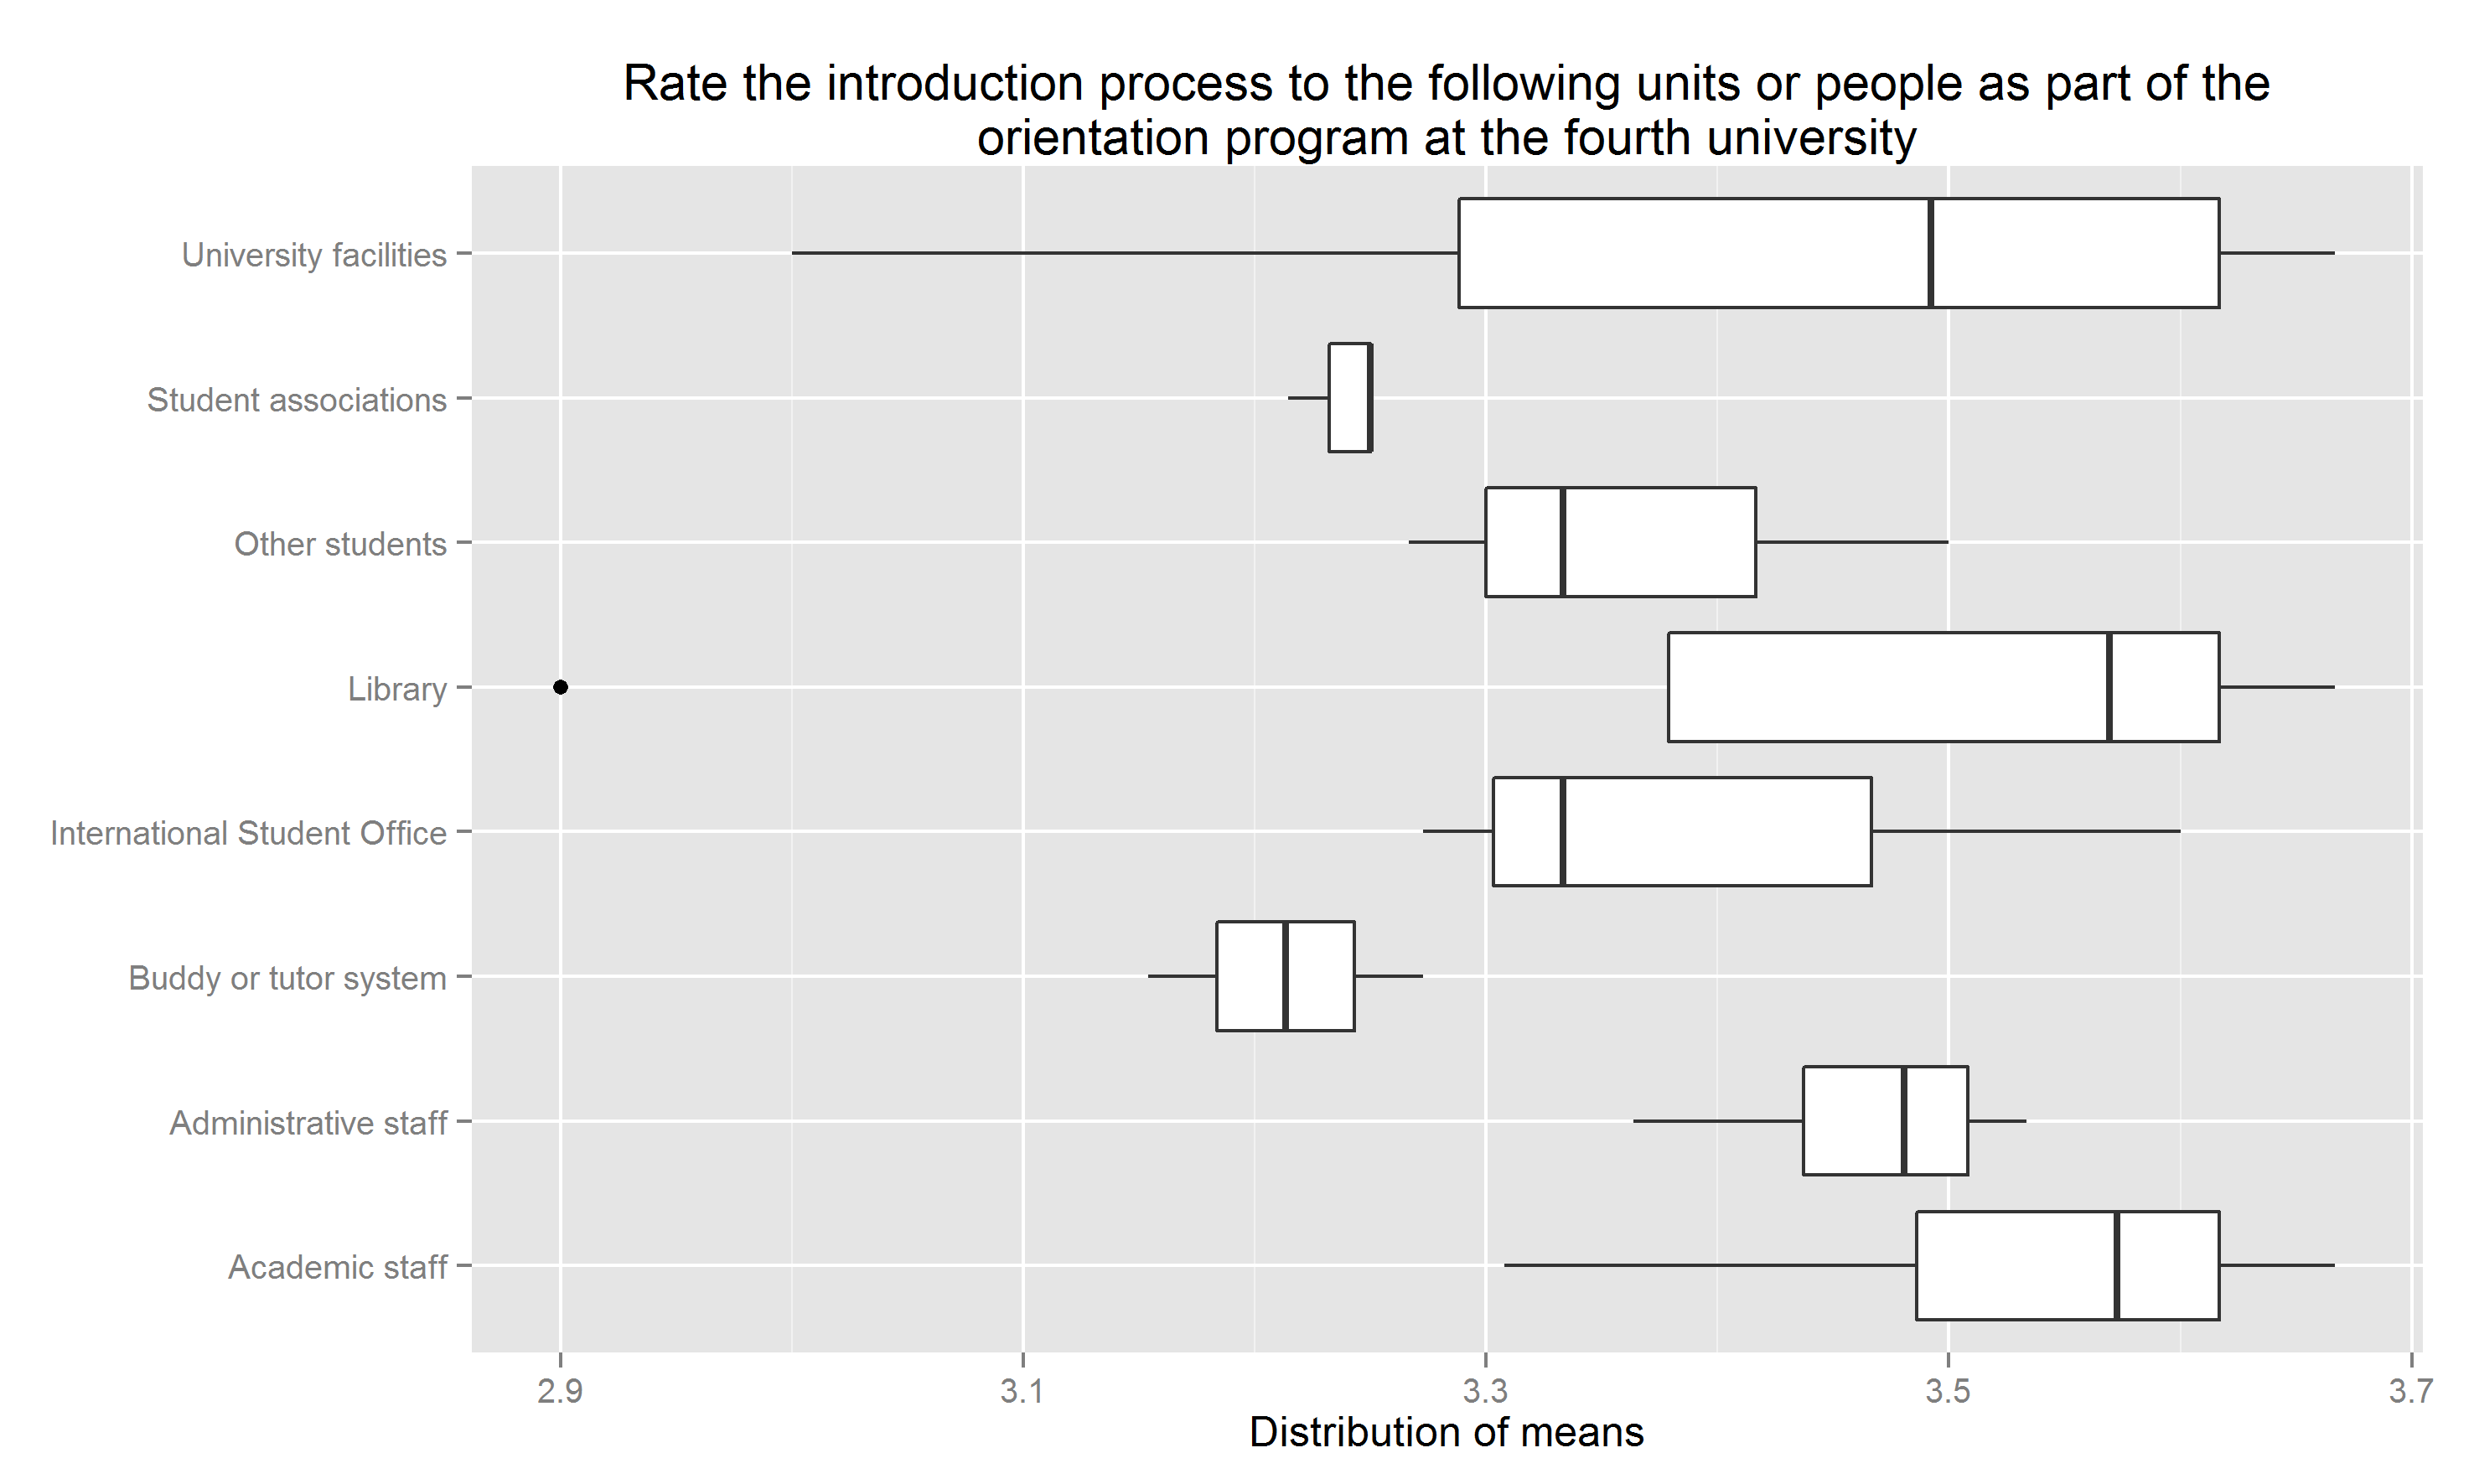 Rate the introduction process to the following units or people as part of the
orientation program at the fourth university
University facilities
Student associations
Other students
Library
International Student Office
Buddy or tutor system
Administrative staff
Academic staff
2.9 3.1 3.3 3.5 3.7
Distribution of means